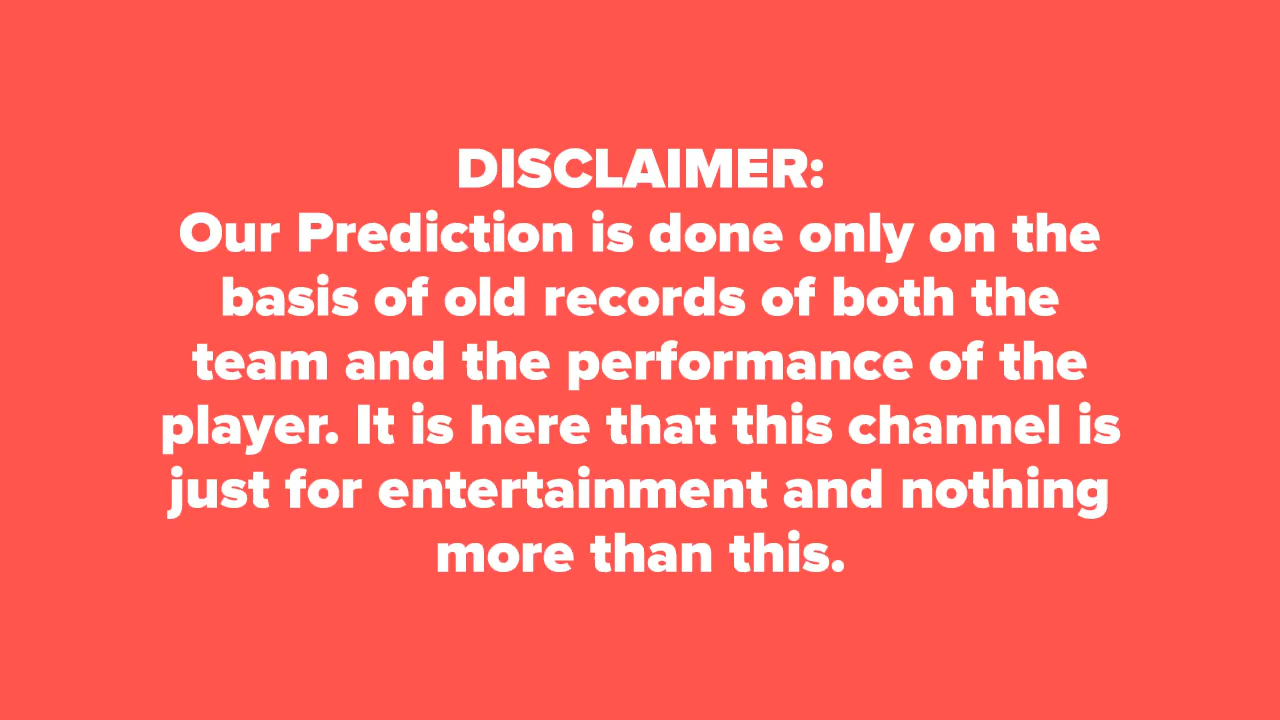 DISCLAIMER:
Our Prediction is done only on the
basis of old records of both the
team and the performance of the
player. It is here that this channel is
just for entertainment and nothing
more than this.